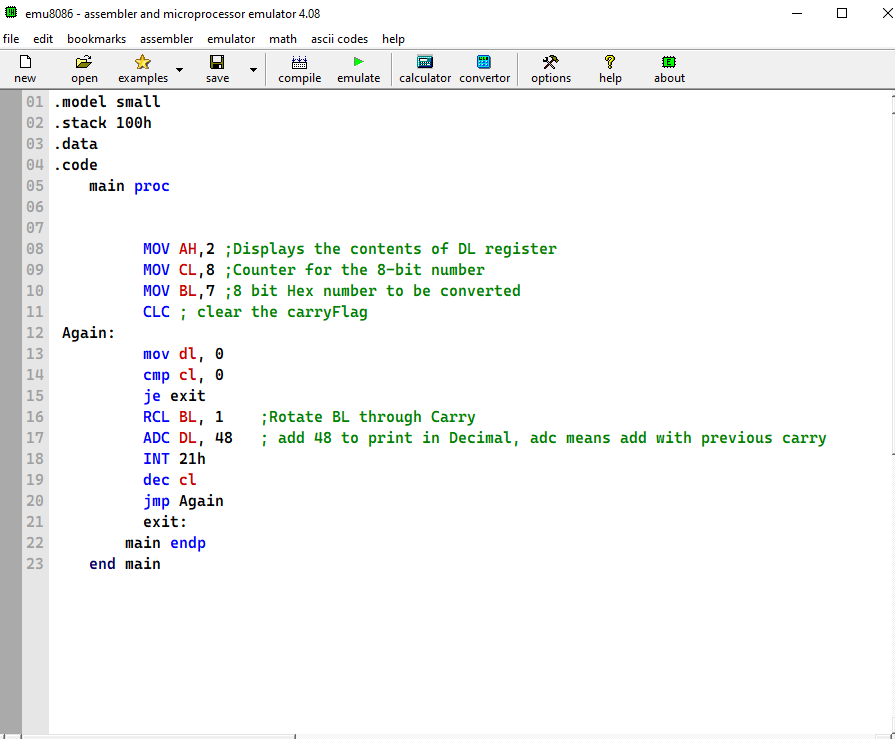 emu8086 - assembler and microprocessor emulator 4.08
file edit bookmarks assembler emulator math ascii codes help
new open examples save compile emulate calculator convertor options help about
01 .model small
02 .stack 100h
03 .data
04 .code
05 main proc
06
07
08 MOV AH,2 ;Displays the contents of DL register
09 MOV CL,8 ;Counter for the 8-bit number
10 MOV BL,7 ;8 bit Hex number to be converted
11 CLC ; clear the carryFlag
12 Again:
13 mov dl, 0
14 cmp cl, 0
15 je exit
16 RCL BL, 1 ;Rotate BL through Carry
17 ADC DL, 48 ; add 48 to print in Decimal, adc means add with previous carry
18 INT 21h
19 dec cl
20 jmp Again
21 exit:
22 main endp
23 end main